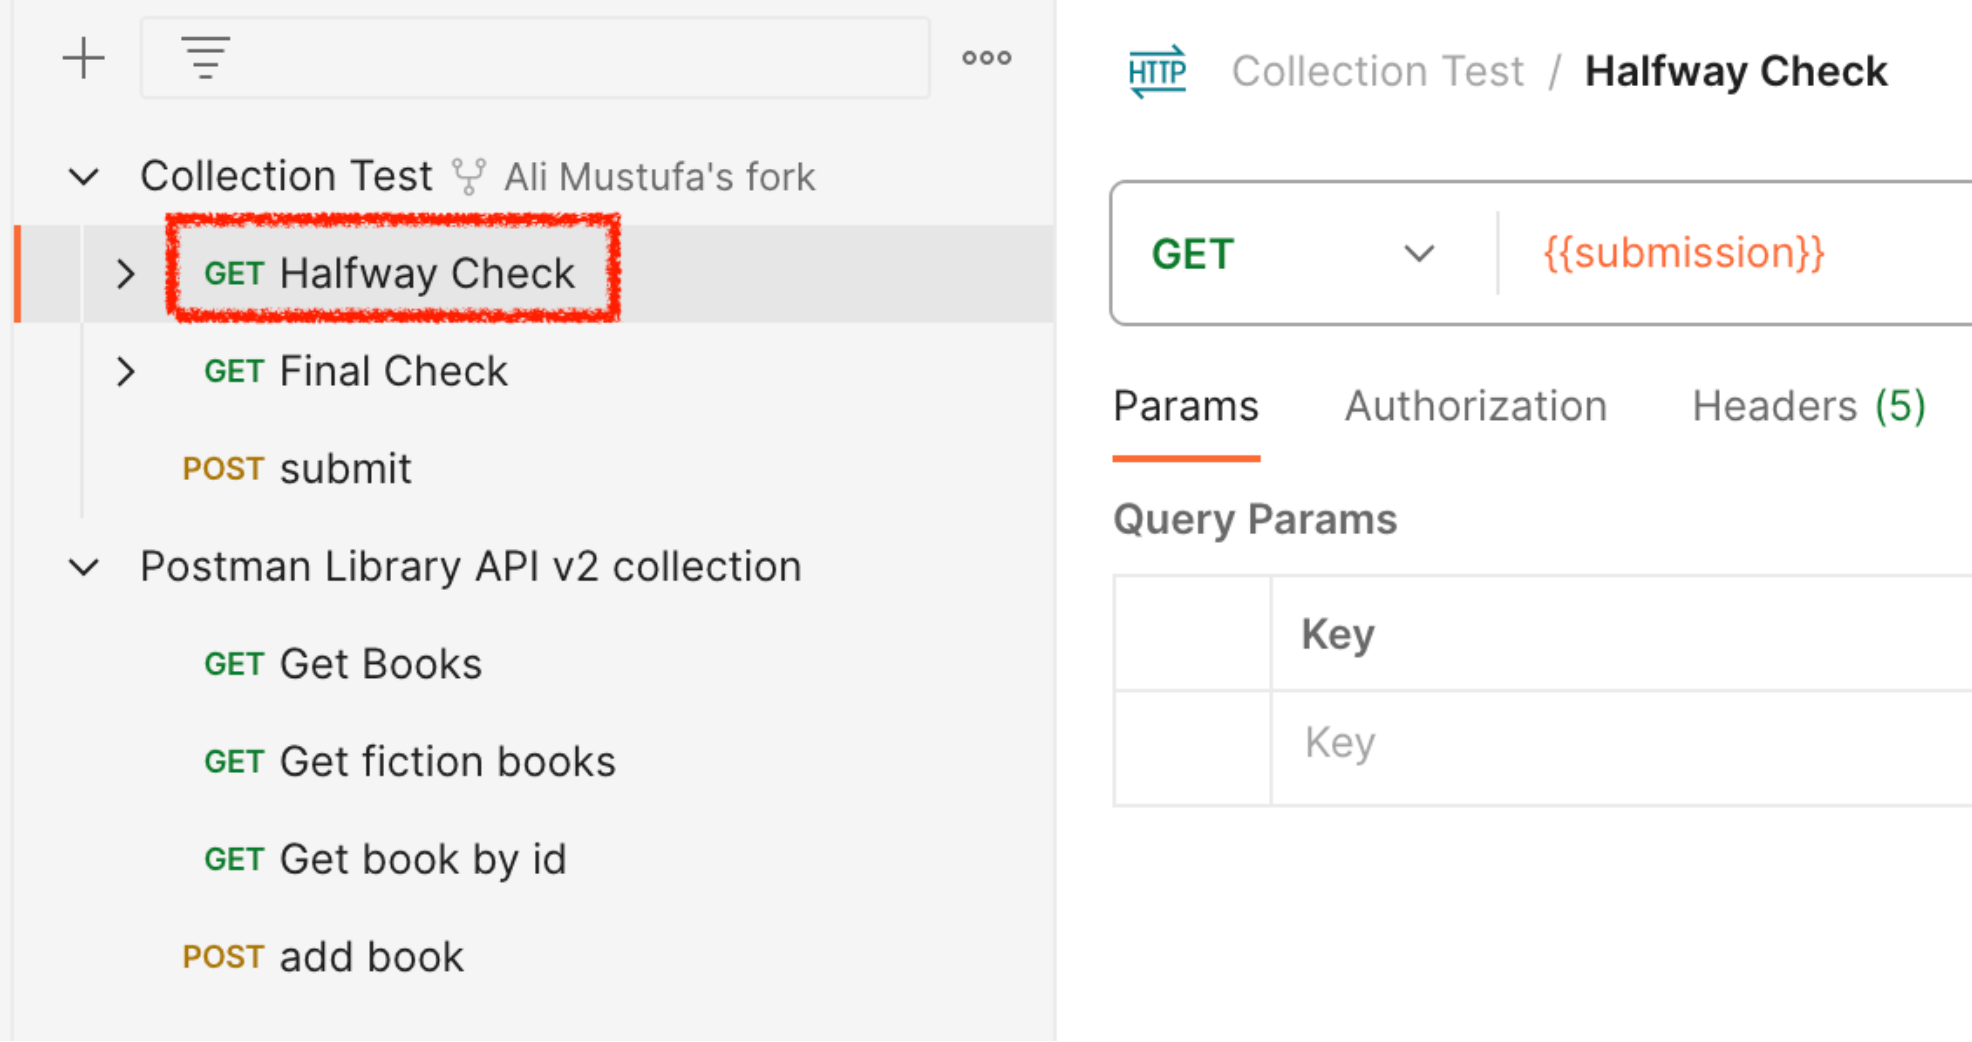 Collection Test Ali Mustufa's fork
GET Halfway Check
GET Final Check
POST submit
Postman Library API v2 collection
GET Get Books
GET Get fiction books
GET Get book by id
POST add book
HTTP Collection Test / Halfway Check
GET {{submission}}
Params Authorization Headers (5)
Query Params
Key
Key